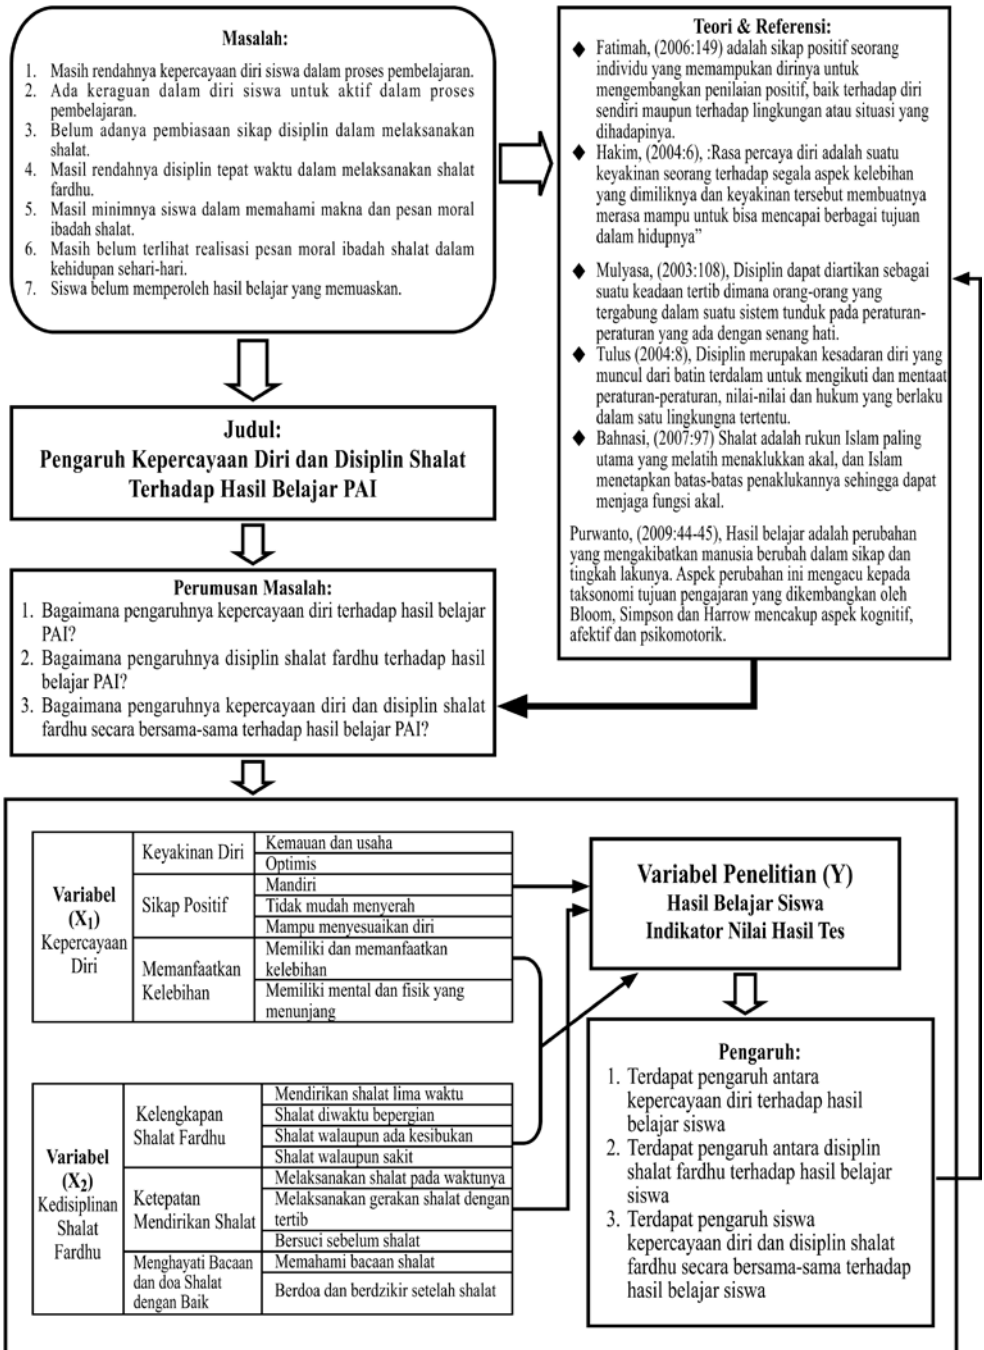 Masalah:
1. Masih rendahnya kepercayaan diri siswa dalam proses pembelajaran.
2. Ada keraguan dalam diri siswa untuk aktif dalam proses
pembelajaran.
3. Belum adanya pembiasaan sikap disiplin dalam melaksanakan
shalat.
4. Masil rendahnya disiplin tepat waktu dalam melaksanakan shalat
fardhu.
5. Masil minimnya siswa dalam memahami makna dan pesan moral
ibadah shalat.
6. Masih belum terlihat realisasi pesan moral ibadah shalat dalam
kehidupan sehari-hari.
7. Siswa belum memperoleh hasil belajar yang memuaskan.
Teori & Referensi:
◆ Fatimah, (2006:149) adalah sikap positif seorang
individu yang memampukan dirinya untuk
mengembangkan penilaian positif, baik terhadap diri
sendiri maupun terhadap lingkungan atau situasi yang
dihadapinya.
◆ Hakim, (2004:6), :Rasa percaya diri adalah suatu
keyakinan seorang terhadap segala aspek kelebihan
yang dimiliknya dan keyakinan tersebut membuatnya
merasa mampu untuk bisa mencapai berbagai tujuan
dalam hidupnya”
◆ Mulyasa, (2003:108), Disiplin dapat diartikan sebagai
suatu keadaan tertib dimana orang-orang yang
tergabung dalam suatu sistem tunduk pada peraturan-
peraturan yang ada dengan senang hati.
◆ Tulus (2004:8), Disiplin merupakan kesadaran diri yang
muncul dari batin terdalam untuk mengikuti dan mentaat
peraturan-peraturan, nilai-nilai dan hukum yang berlaku
dalam satu lingkungna tertentu.
◆ Bahnasi, (2007:97) Shalat adalah rukun Islam paling
utama yang melatih menaklukkan akal, dan Islam
menetapkan batas-batas penaklukannya sehingga dapat
menjaga fungsi akal.
Purwanto, (2009:44-45), Hasil belajar adalah perubahan
yang mengakibatkan manusia berubah dalam sikap dan
tingkah lakunya. Aspek perubahan ini mengacu kepada
taksonomi tujuan pengajaran yang dikembangkan oleh
Bloom, Simpson dan Harrow mencakup aspek kognitif,
afektif dan psikomotorik.
Judul:
Pengaruh Kepercayaan Diri dan Disiplin Shalat
Terhadap Hasil Belajar PAI
Perumusan Masalah:
1. Bagaimana pengaruhnya kepercayaan diri terhadap hasil belajar
PAI?
2. Bagaimana pengaruhnya disiplin shalat fardhu terhadap hasil
belajar PAI?
3. Bagaimana pengaruhnya kepercayaan diri dan disiplin shalat
fardhu secara bersama-sama terhadap hasil belajar PAI?
Variabel
(X1)
Kepercayaan
Diri
Keyakinan Diri
Kemauan dan usaha
Optimis
Sikap Positif
Mandiri
Tidak mudah menyerah
Mampu menyesuaikan diri
Memanfaatkan
Kelebihan
Memiliki dan memanfaatkan
kelebihan
Memiliki mental dan fisik yang
menunjang
Variabel
(X2)
Kedisiplinan
Shalat
Fardhu
Kelengkapan
Shalat Fardhu
Mendirikan shalat lima waktu
Shalat diwaktu bepergian
Shalat walaupun ada kesibukan
Shalat walaupun sakit
Ketepatan
Mendirikan Shalat
Melaksanakan shalat pada waktunya
Melaksanakan gerakan shalat dengan
tertib
Bersuci sebelum shalat
Menghayati Bacaan
dan doa Shalat
dengan Baik
Memahami bacaan shalat
Berdoa dan berdzikir setelah shalat
Variabel Penelitian (Y)
Hasil Belajar Siswa
Indikator Nilai Hasil Tes
Pengaruh:
1. Terdapat pengaruh antara
kepercayaan diri terhadap hasil
belajar siswa
2. Terdapat pengaruh antara disiplin
shalat fardhu terhadap hasil belajar
siswa
3. Terdapat pengaruh siswa
kepercayaan diri dan disiplin shalat
fardhu secara bersama-sama terhadap
hasil belajar siswa